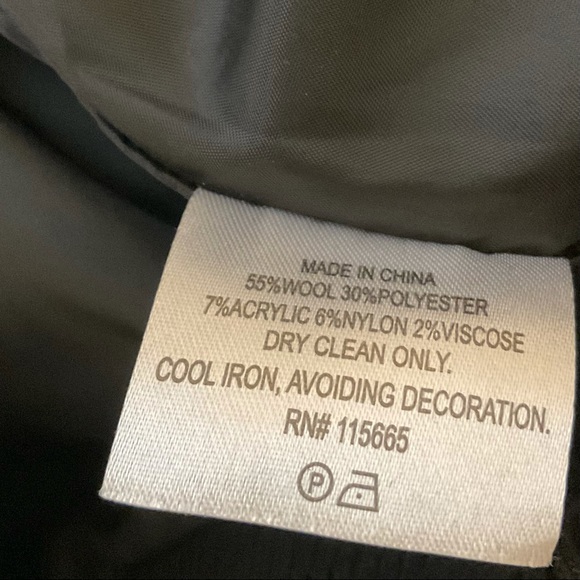 MADE IN CHINA
55%WOOL 30%POLYESTER
7%ACRYLIC 6%NYLON 2%VISCOSE
DRY CLEAN ONLY.
COOL IRON, AVOIDING DECORATION.
RN# 115665
P